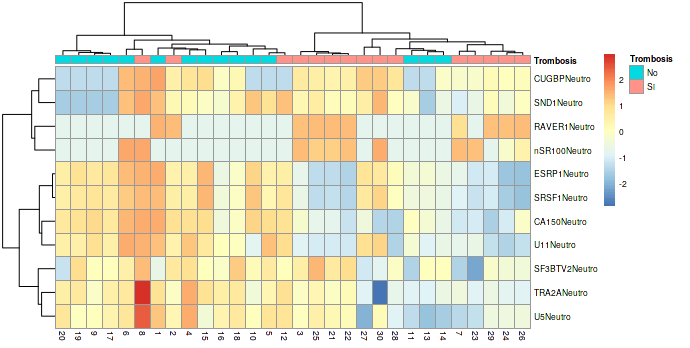 Trombosis
Trombosis
No
SI
2
1
0
-1
-2
CUGBPNeutro
SND1Neutro
RAVER1Neutro
nSR100Neutro
ESRP1Neutro
SRSF1Neutro
CA150Neutro
U11Neutro
SF3BTV2Neutro
TRA2ANeutro
U5Neutro
20 19 9 17 6 8 1 2 4 15 16 18 10 5 12 3 25 21 22 27 30 28 11 13 14 7 23 29 24 26